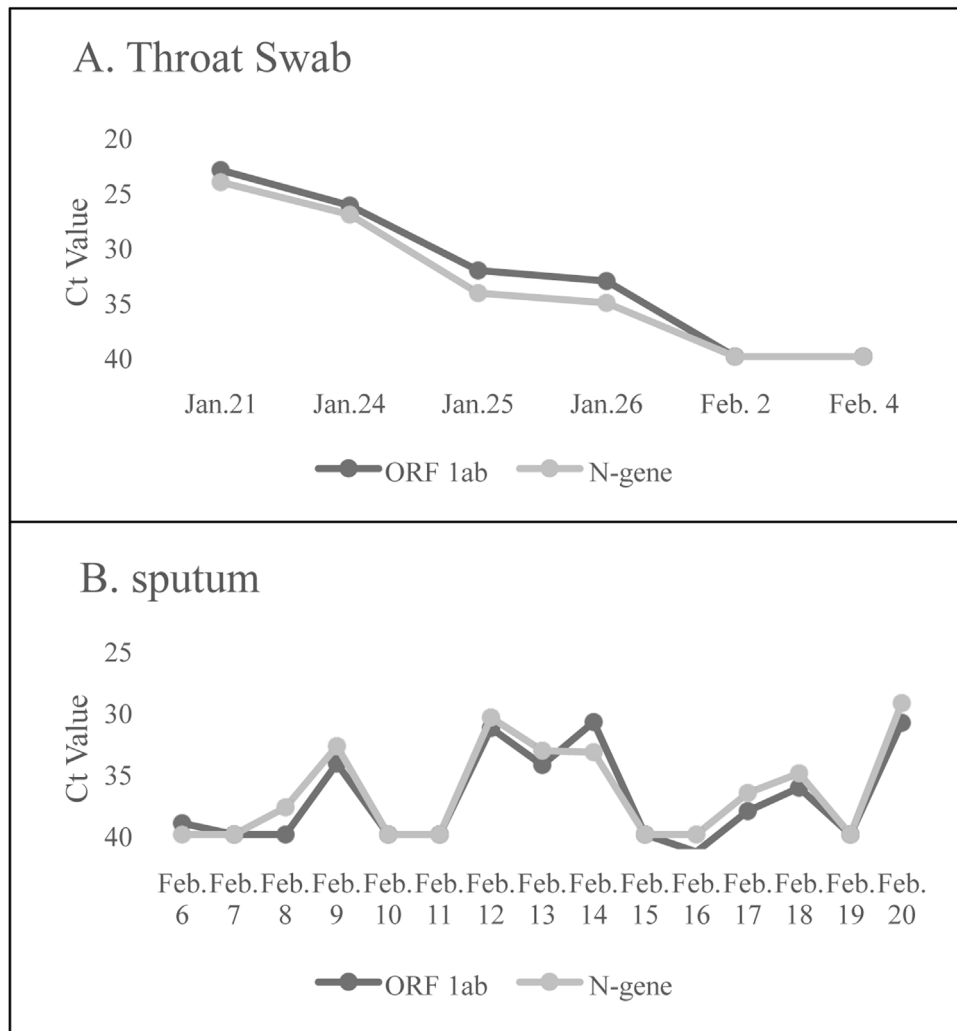 A. Throat Swab
20
25
30
35
40
Ct Value
Jan.21 Jan.24 Jan.25 Jan.26 Feb. 2 Feb. 4
ORF 1ab N-gene
B. sputum
25
30
35
40
Ct Value
Feb. Feb. Feb. Feb. Feb. Feb. Feb. Feb. Feb. Feb. Feb. Feb. Feb. Feb. Feb.
6 7 8 9 10 11 12 13 14 15 16 17 18 19 20
ORF 1ab N-gene